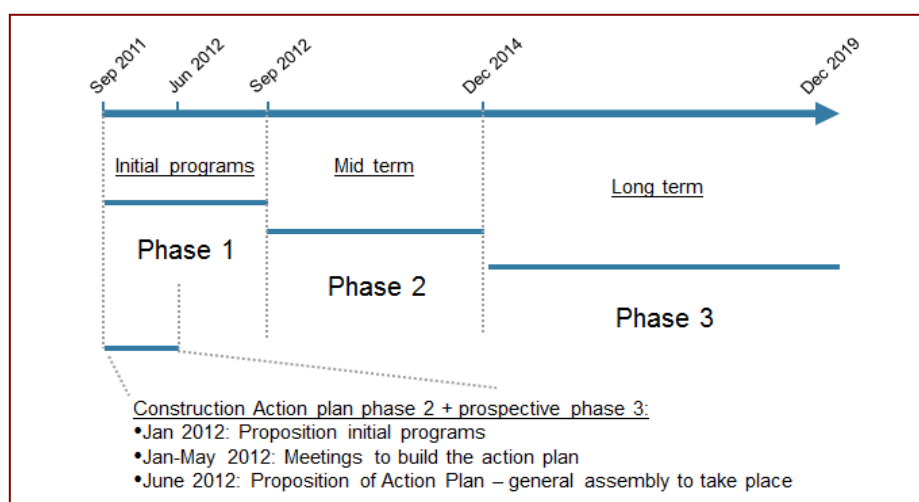 Sep 2011
Jun 2012
Sep 2012
Dec 2014
Dec 2019
Initial programs
Mid term
Long term
Phase 1
Phase 2
Phase 3
Construction Action plan phase 2 + prospective phase 3:
•Jan 2012: Proposition initial programs
•Jan-May 2012: Meetings to build the action plan
•June 2012: Proposition of Action Plan – general assembly to take place